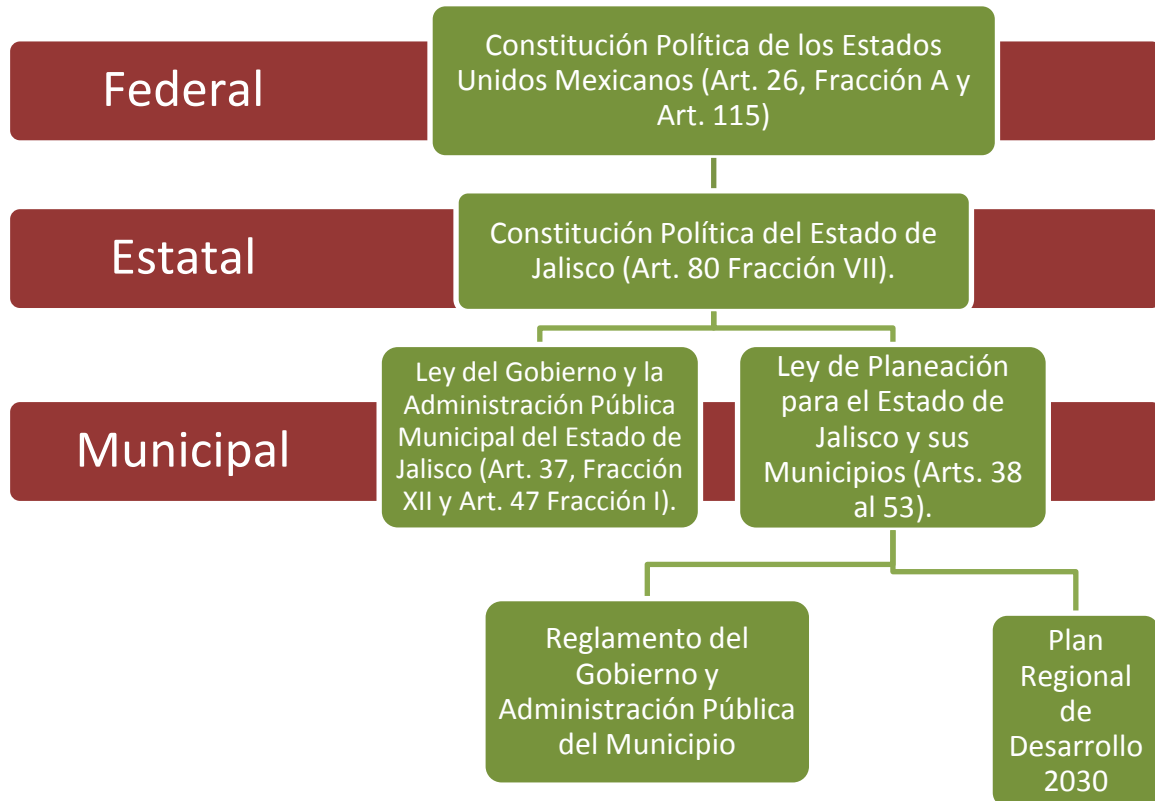 Federal
Constitución Política de los Estados
Unidos Mexicanos (Art. 26, Fracción A y
Art. 115)
Estatal
Constitución Política del Estado de
Jalisco (Art. 80 Fracción VII).
Municipal
Ley del Gobierno y la
Administración Pública
Municipal del Estado de
Jalisco (Art. 37, Fracción
XII y Art. 47 Fracción I).
Ley de Planeación
para el Estado de
Jalisco y sus
Municipios (Arts. 38
al 53).
Reglamento del
Gobierno y
Administración Pública
del Municipio
Plan
Regional
de
Desarrollo
2030